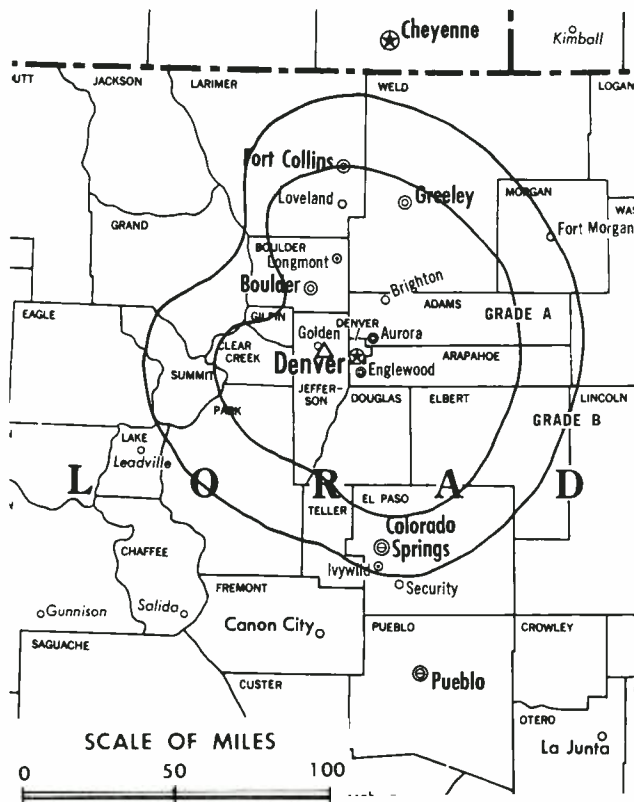 Cheyenne
Kimball
JACKSON
LARIMER
WELD
LOGAN
Fort Collins
Loveland
Greeley
MORGAN
Fort Morgan
GRAND
BOULDER
Longmont
Boulder
Brighton
ADAMS
GRADE A
EAGLE
GILPIN
Golden
DENVER
Aurora
CLEAR
CREEK
Denver
ARAPAHOE
Englewood
SUMMIT
JEFFER-
SON
DOUGLAS
ELBERT
LINCOLN
PARK
GRADE B
LAKE
Leadville
L O R A D
TELLER
EL PASO
Colorado
Springs
CHAFFEE
Ivywild
FREMONT
Security
Gunnison
Salida
Canon City
PUEBLO
CROWLEY
SAGUACHE
CUSTER
Pueblo
OTERO
La Junta
SCALE OF MILES
0 50 100